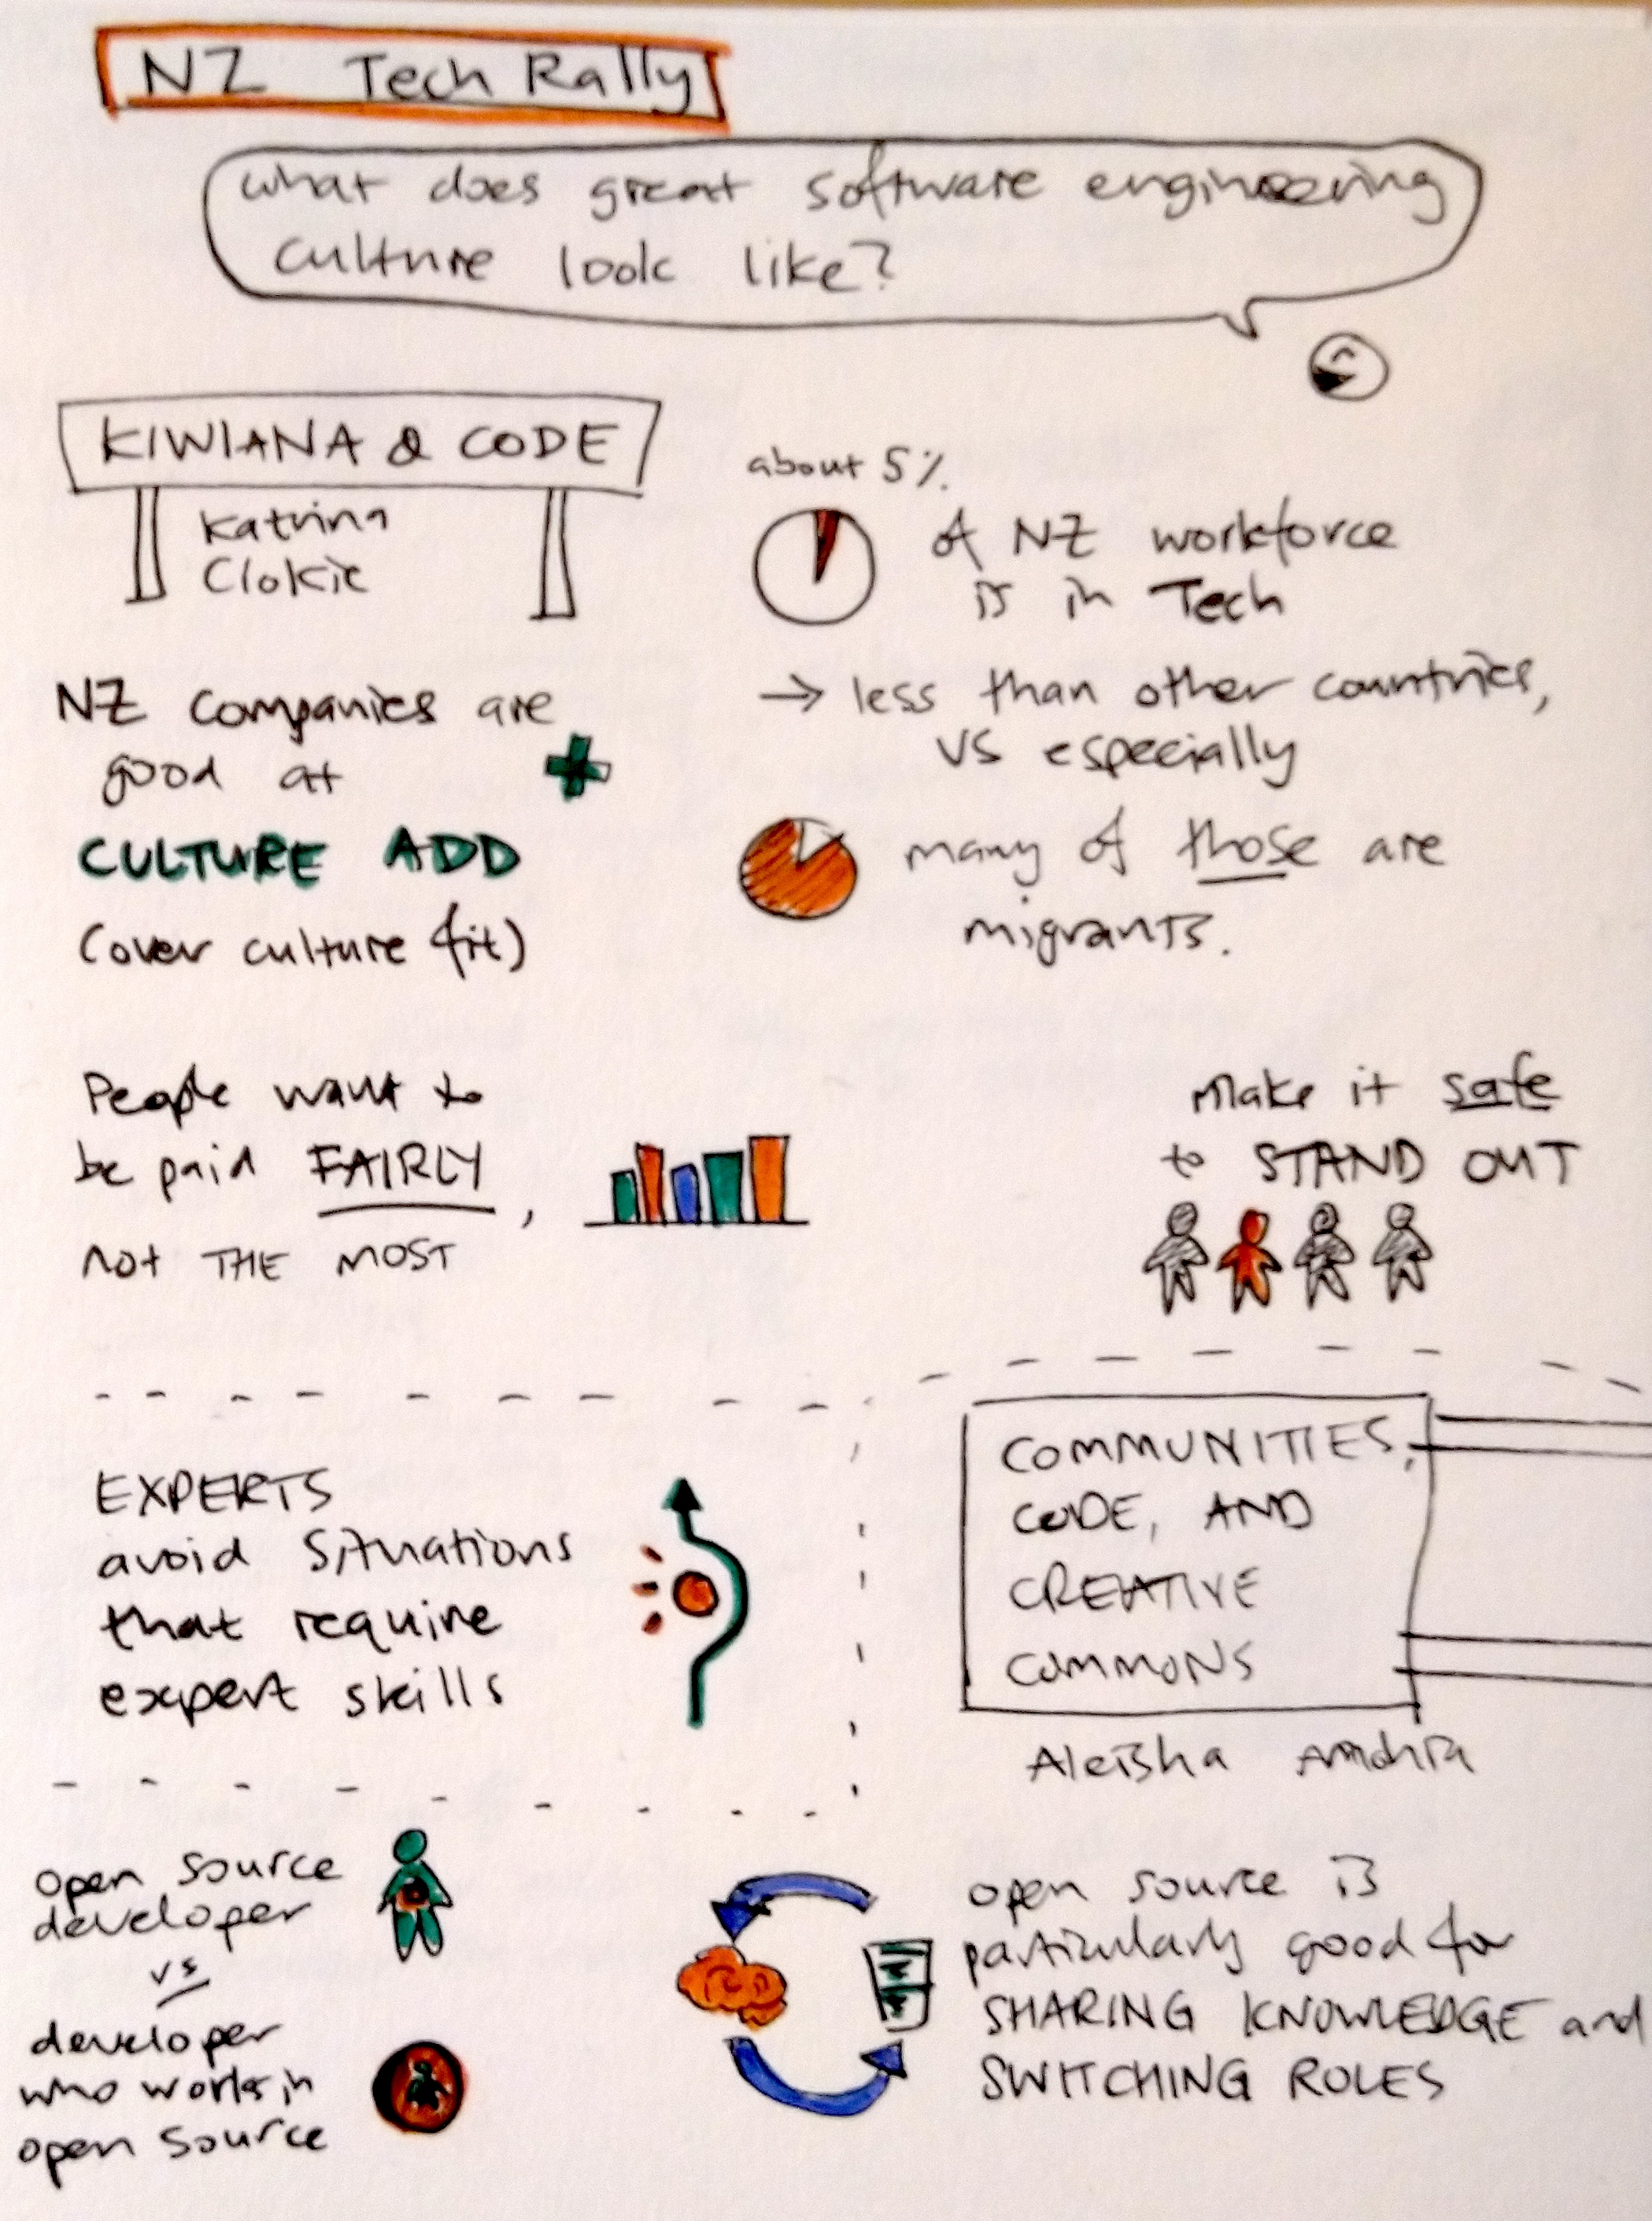 NZ Tech Rally
what does great software engineering
culture look like?
KIWIANA & CODE
Katrina
Clokie
about 5%
of NZ workforce
is in Tech
→ less than other countries,
US especially
many of those are
migrants.
NZ companies are
good at
CULTURE ADD
(over culture fit)
People want to
be paid FAIRLY,
not THE MOST
make it safe
to STAND OUT
EXPERTS
avoid situations
that require
expert skills
COMMUNITIES,
CODE, AND
CREATIVE
COMMONS
Aleisha Amohia
open source
developer
vs
developer
who works in
open source
open source is
particularly good for
SHARING KNOWLEDGE and
SWITCHING ROLES